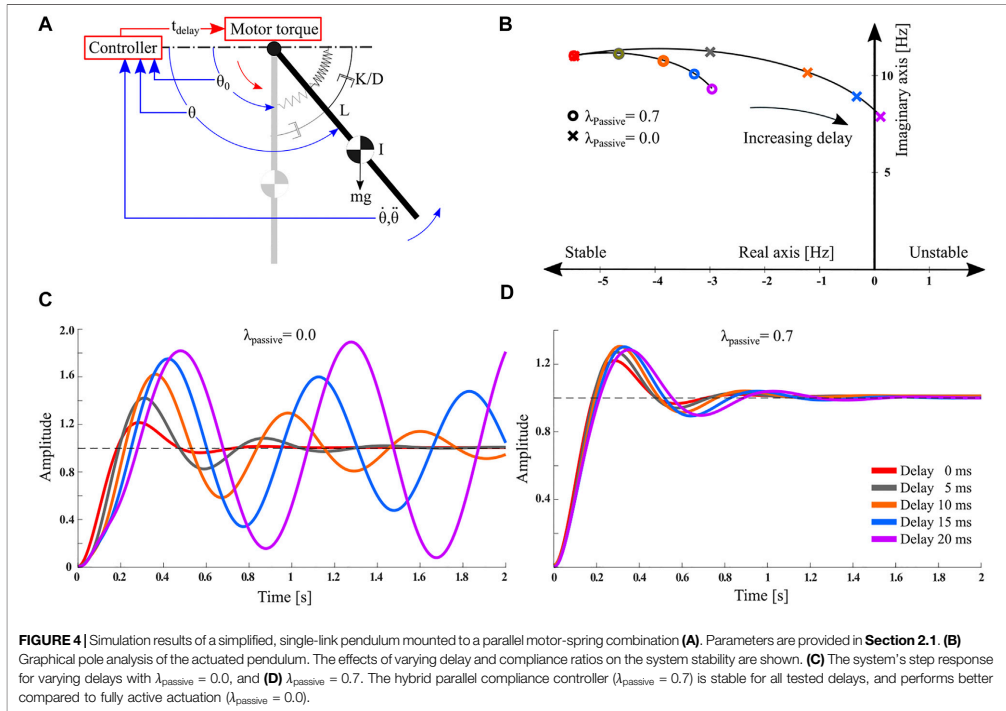 A
t_delay
Motor torque
Controller
θ₀
θ
K/D
L
I
mg
θ̇,θ̈
B
10
5
Imaginary axis [Hz]
λ_Passive = 0.7
λ_Passive = 0.0
Increasing delay
Stable
Real axis [Hz]
Unstable
-5
-4
-3
-2
-1
0
1
C
λ_passive = 0.0
2.0
1.6
1.2
1.0
0.8
0.4
0
Amplitude
0 0.2 0.4 0.6 0.8 1 1.2 1.4 1.6 1.8 2
Time [s]
D
λ_passive = 0.7
1.2
1.0
0.8
0.4
Amplitude
Delay 0 ms
Delay 5 ms
Delay 10 ms
Delay 15 ms
Delay 20 ms
0 0.2 0.4 0.6 0.8 1 1.2 1.4 1.6 1.8 2
Time [s]
FIGURE 4 | Simulation results of a simplified, single-link pendulum mounted to a parallel motor-spring combination (A). Parameters are provided in Section 2.1. (B)
Graphical pole analysis of the actuated pendulum. The effects of varying delay and compliance ratios on the system stability are shown. (C) The system's step response
for varying delays with λ_passive = 0.0, and (D) λ_passive = 0.7. The hybrid parallel compliance controller (λ_passive = 0.7) is stable for all tested delays, and performs better
compared to fully active actuation (λ_passive = 0.0).